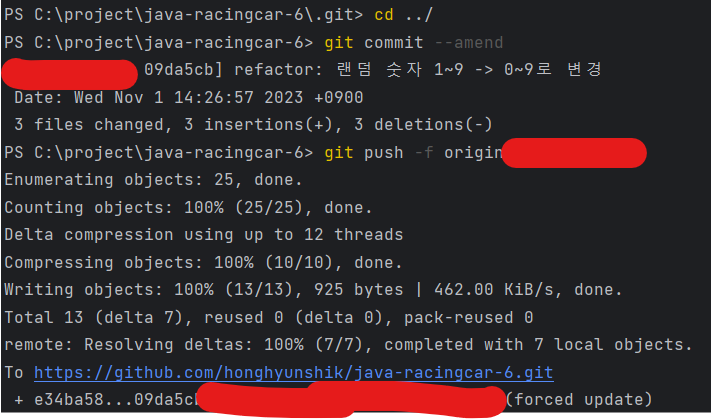 PS C:\project\java-racingcar-6\.git> cd ../
PS C:\project\java-racingcar-6> git commit --amend
09da5cb] refactor: 랜덤 숫자 1~9 -> 0~9로 변경
Date: Wed Nov 1 14:26:57 2023 +0900
3 files changed, 3 insertions(+), 3 deletions(-)
PS C:\project\java-racingcar-6> git push -f origin
Enumerating objects: 25, done.
Counting objects: 100% (25/25), done.
Delta compression using up to 12 threads
Compressing objects: 100% (10/10), done.
Writing objects: 100% (13/13), 925 bytes | 462.00 KiB/s, done.
Total 13 (delta 7), reused 0 (delta 0), pack-reused 0
remote: Resolving deltas: 100% (7/7), completed with 7 local objects.
To https://github.com/honghyunshik/java-racingcar-6.git
+ e34ba58...09da5cb (forced update)